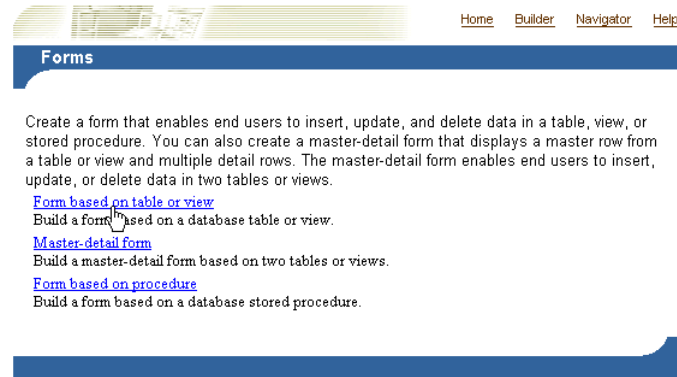 Home Builder Navigator Help
Forms
Create a form that enables end users to insert, update, and delete data in a table, view, or
stored procedure. You can also create a master-detail form that displays a master row from
a table or view and multiple detail rows. The master-detail form enables end users to insert,
update, or delete data in two tables or views.
Form based on table or view
Build a form based on a database table or view.
Master-detail form
Build a master-detail form based on two tables or views.
Form based on procedure
Build a form based on a database stored procedure.